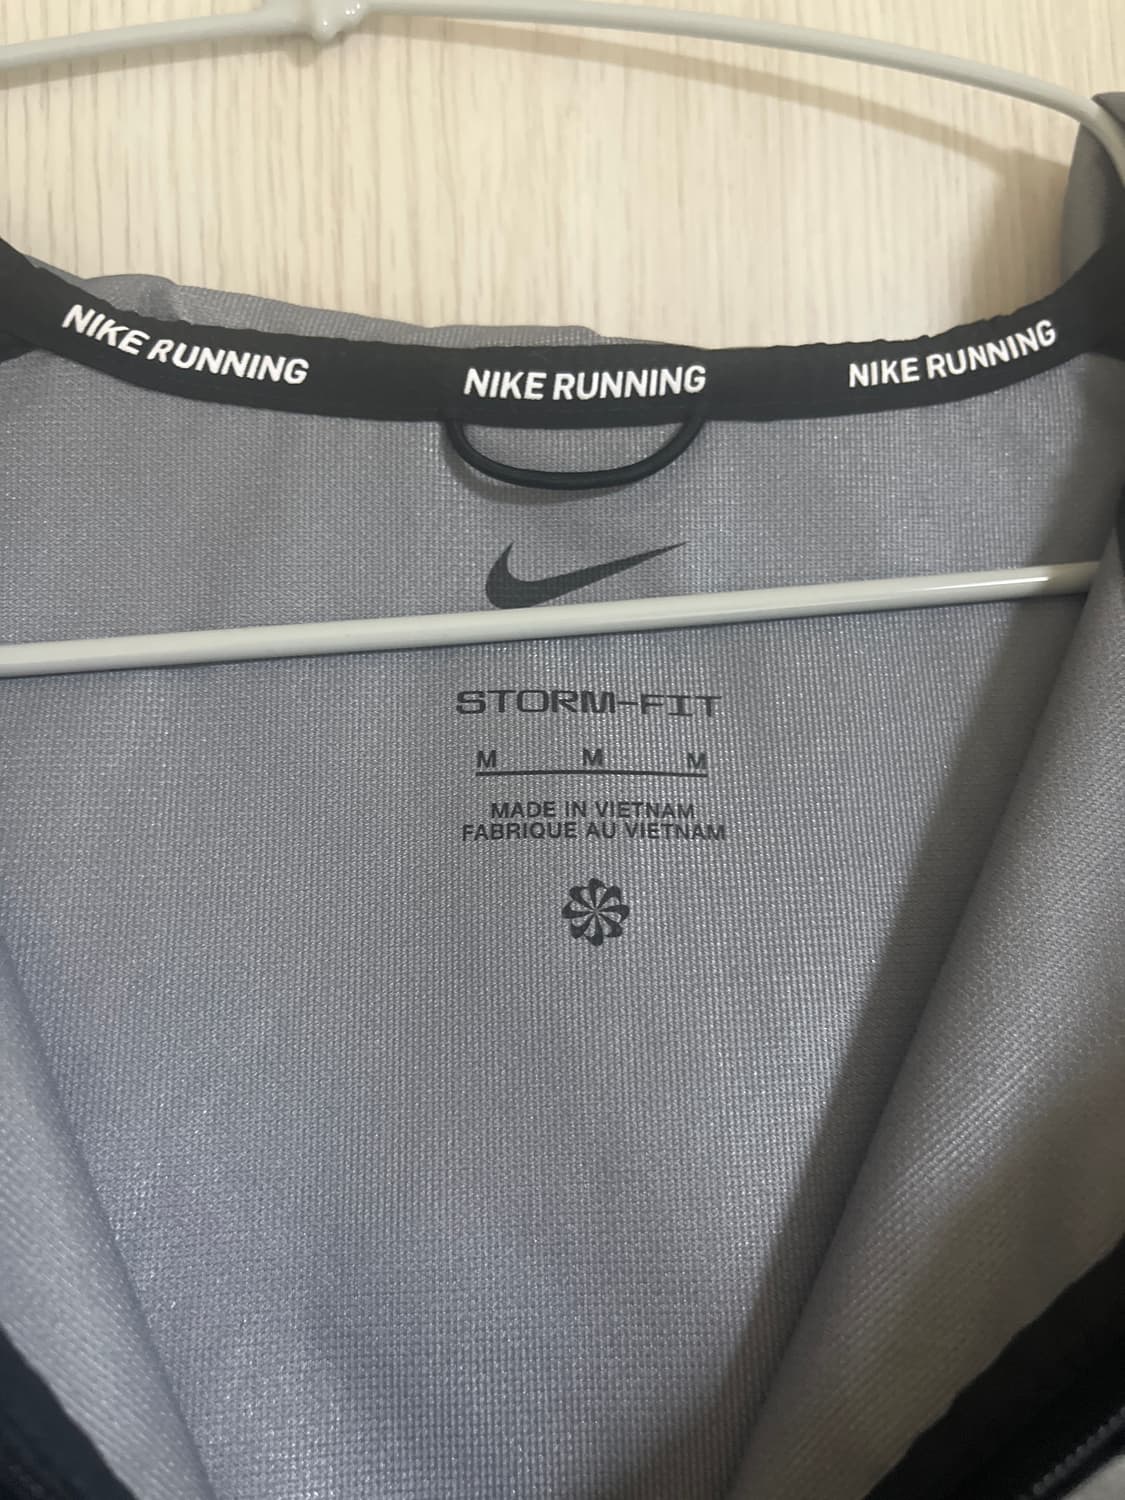 NIKE RUNNING NIKE RUNNING NIKE RUNNING
STORM-FIT
M M M
MADE IN VIETNAM
FABRIQUE AU VIETNAM